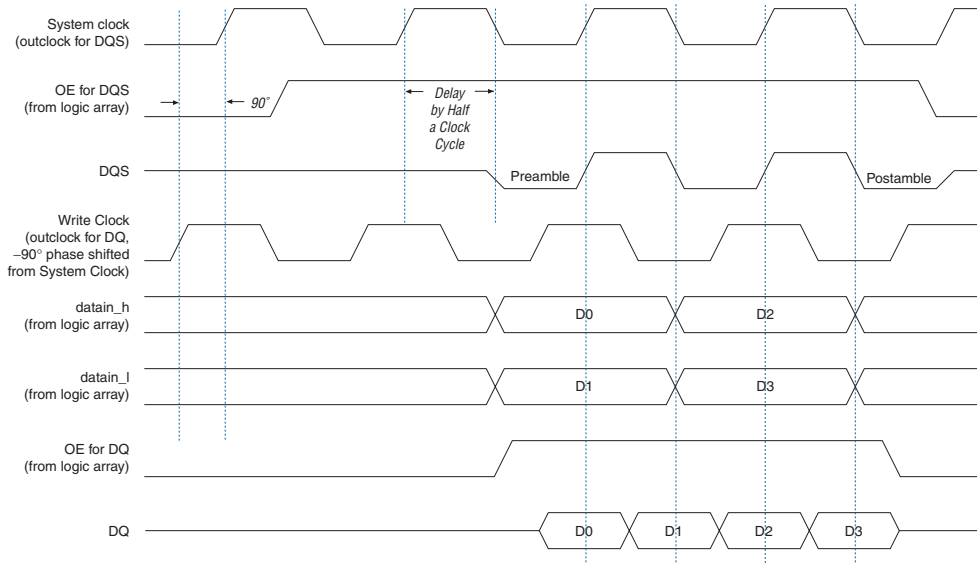 System clock
(outclock for DQS)
OE for DQS
(from logic array)
90°
Delay
by Half
a Clock
Cycle
DQS
Preamble
Postamble
Write Clock
(outclock for DQ,
−90° phase shifted
from System Clock)
datain_h
(from logic array)
D0
D2
datain_l
(from logic array)
D1
D3
OE for DQ
(from logic array)
DQ
D0
D1
D2
D3